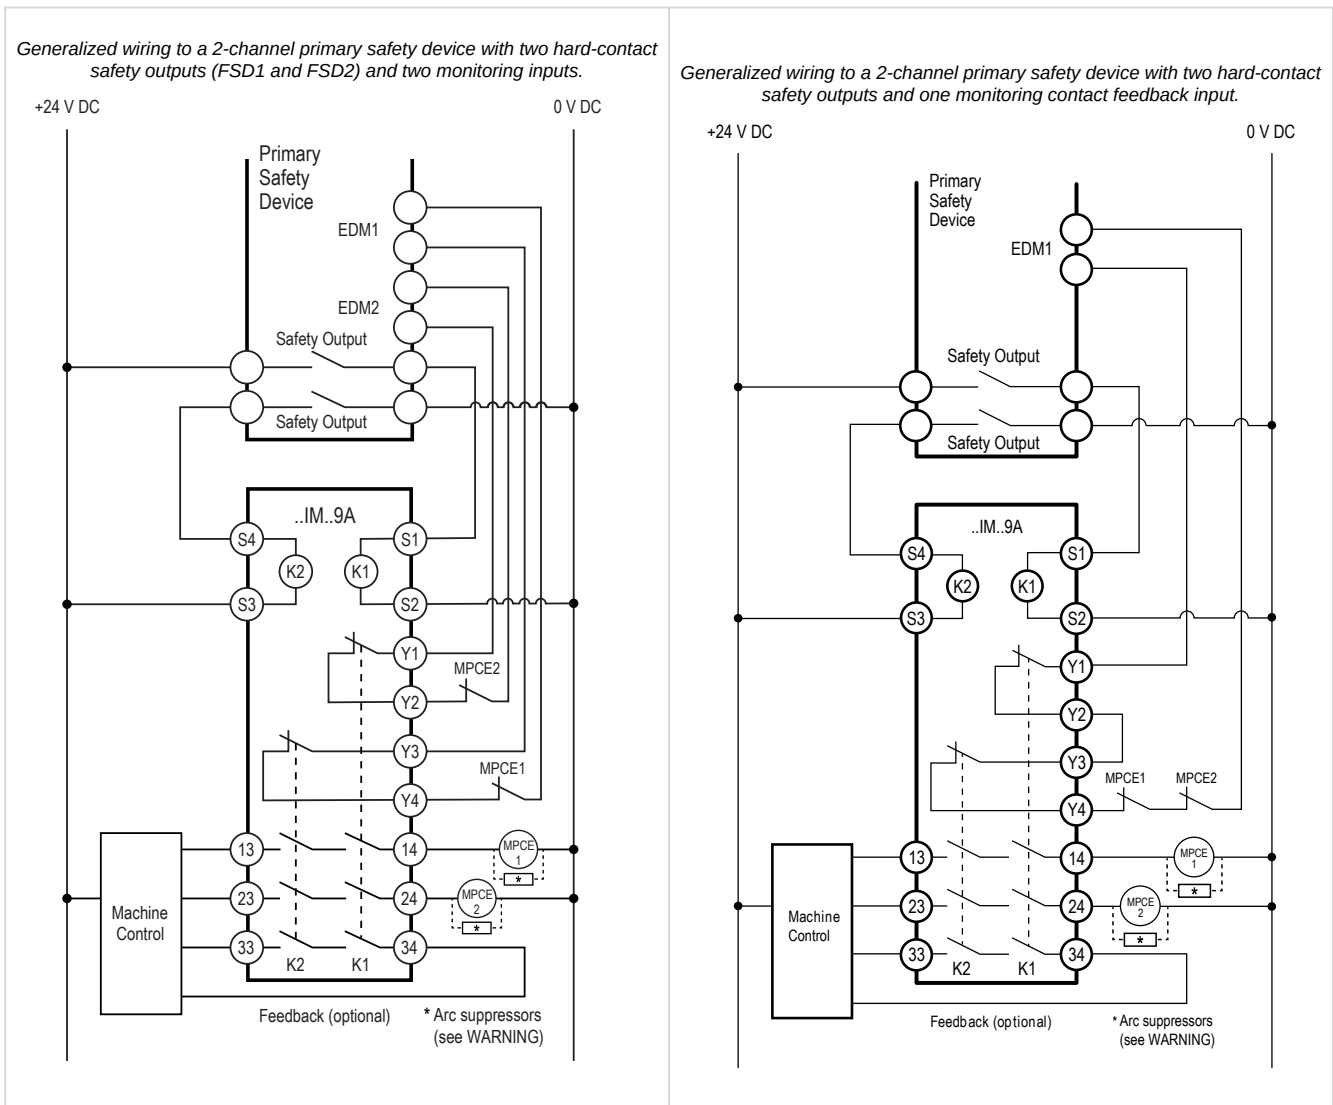 Generalized wiring to a 2-channel primary safety device with two hard-contact
safety outputs (FSD1 and FSD2) and two monitoring inputs.
+24 V DC
0 V DC
Primary
Safety
Device
EDM1
EDM2
Safety Output
Safety Output
..IM..9A
S4
S1
K2
K1
S3
S2
Y1
MPCE2
Y2
Y3
MPCE1
Y4
13
14
MPCE
1
*
23
24
MPCE
2
*
Machine
Control
33
34
K2
K1
Feedback (optional)
* Arc suppressors
(see WARNING)
Generalized wiring to a 2-channel primary safety device with two hard-contact
safety outputs and one monitoring contact feedback input.
+24 V DC
0 V DC
Primary
Safety
Device
EDM1
Safety Output
Safety Output
..IM..9A
S4
S1
K2
K1
S3
S2
Y1
Y2
Y3
MPCE1
MPCE2
Y4
13
14
MPCE
1
*
23
24
MPCE
2
*
Machine
Control
33
34
K2
K1
Feedback (optional)
* Arc suppressors
(see WARNING)